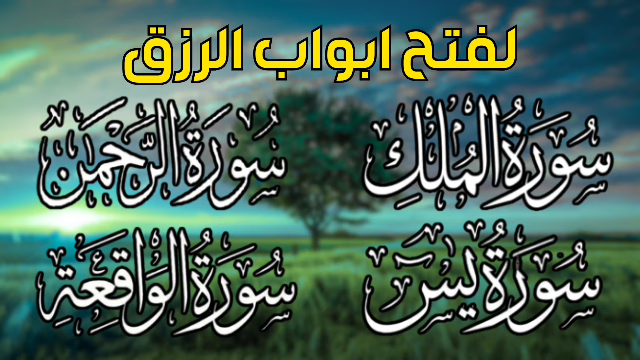 لفتح ابواب الرزق
سُورَةُ المُلْكِ سُورَةُ الرَّحْمَن
سُورَةُ يسٓ سُورَةُ الوَاقِعَةِ